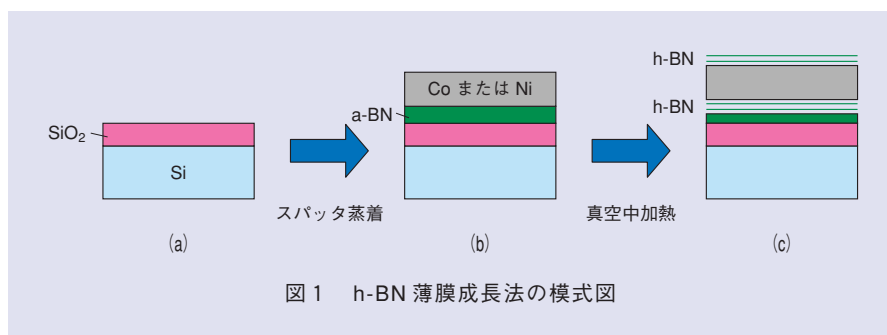 SiO₂
Si
(a)
スパッタ蒸着
Co または Ni
a-BN
(b)
真空中加熱
h-BN
h-BN
(c)
図1 h-BN 薄膜成長法の模式図